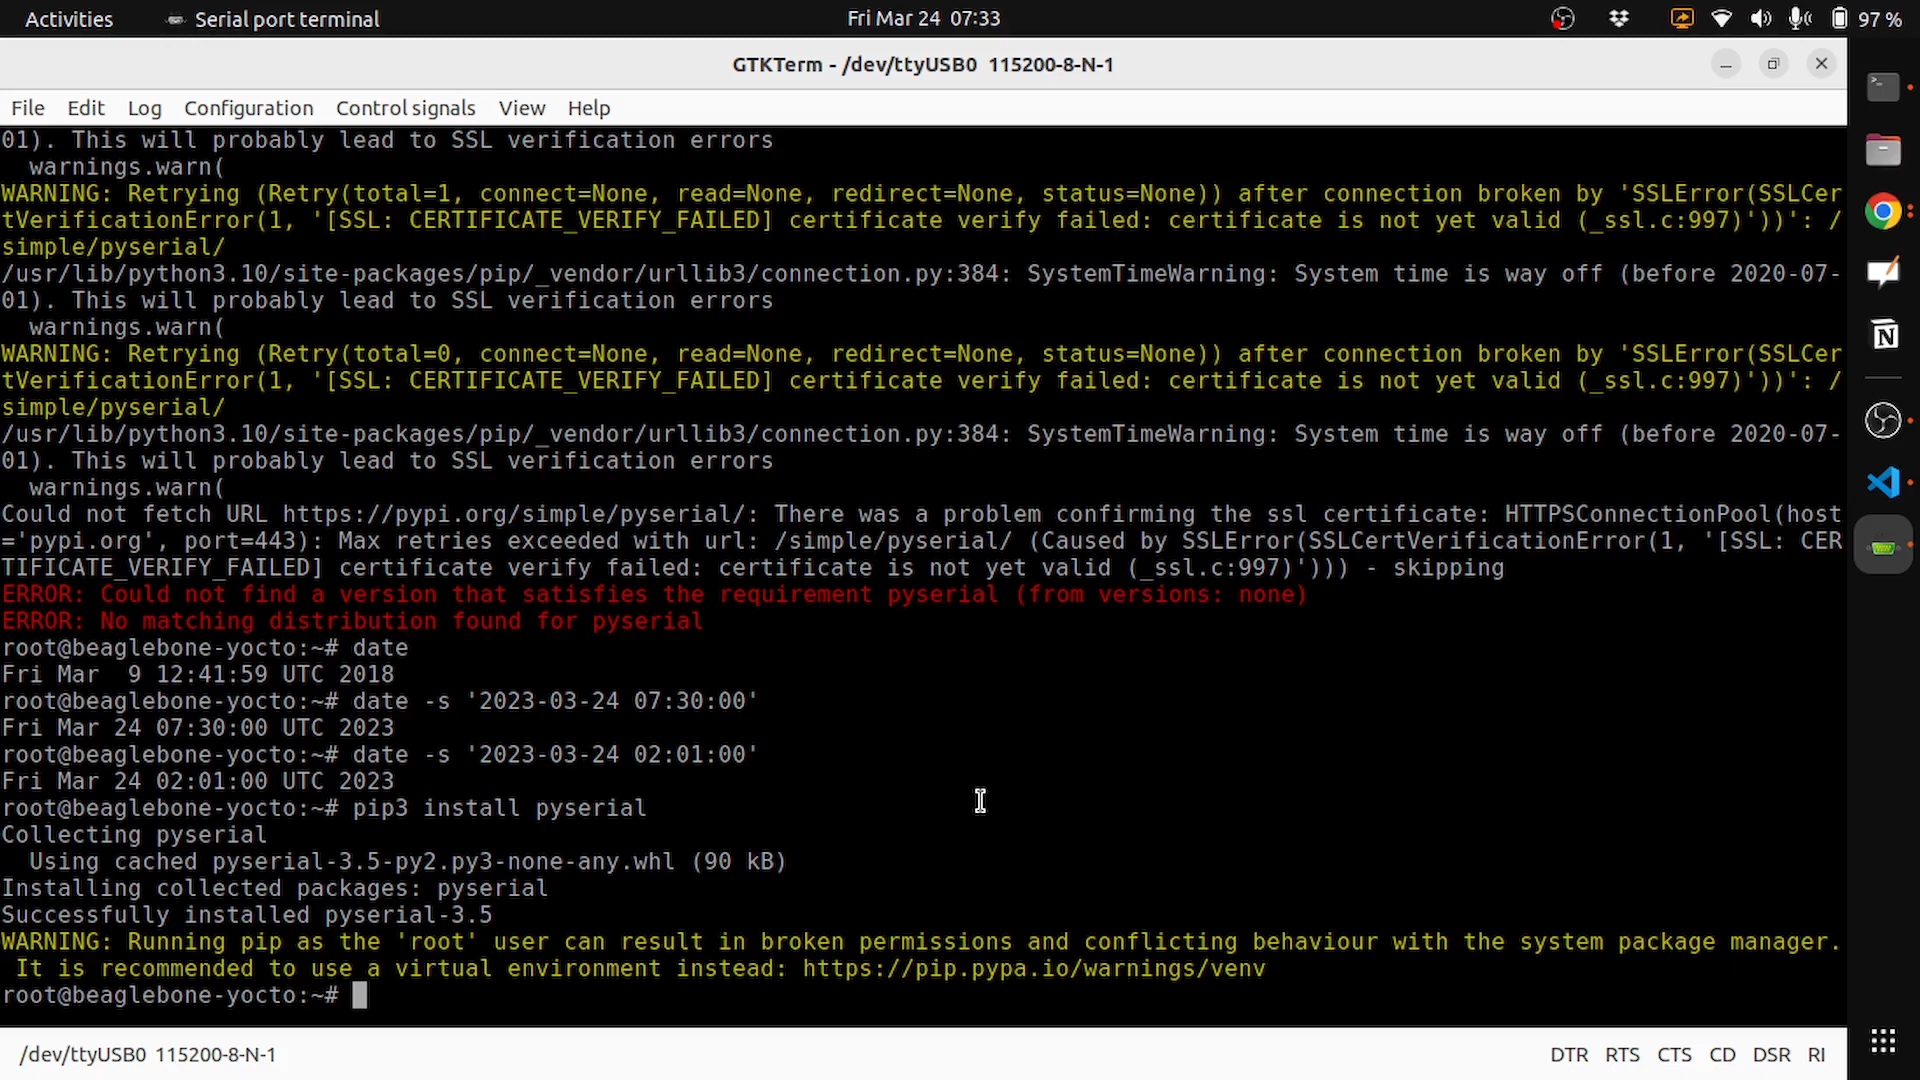 Activities Serial port terminal Fri Mar 24 07:33 97 %
GTKTerm - /dev/ttyUSB0 115200-8-N-1
File Edit Log Configuration Control signals View Help
01). This will probably lead to SSL verification errors
  warnings.warn(
WARNING: Retrying (Retry(total=1, connect=None, read=None, redirect=None, status=None)) after connection broken by 'SSLError(SSLCer
tVerificationError(1, '[SSL: CERTIFICATE_VERIFY_FAILED] certificate verify failed: certificate is not yet valid (_ssl.c:997)'))': /
simple/pyserial/
/usr/lib/python3.10/site-packages/pip/_vendor/urllib3/connection.py:384: SystemTimeWarning: System time is way off (before 2020-07-
01). This will probably lead to SSL verification errors
  warnings.warn(
WARNING: Retrying (Retry(total=0, connect=None, read=None, redirect=None, status=None)) after connection broken by 'SSLError(SSLCer
tVerificationError(1, '[SSL: CERTIFICATE_VERIFY_FAILED] certificate verify failed: certificate is not yet valid (_ssl.c:997)'))': /
simple/pyserial/
/usr/lib/python3.10/site-packages/pip/_vendor/urllib3/connection.py:384: SystemTimeWarning: System time is way off (before 2020-07-
01). This will probably lead to SSL verification errors
  warnings.warn(
Could not fetch URL https://pypi.org/simple/pyserial/: There was a problem confirming the ssl certificate: HTTPSConnectionPool(host
='pypi.org', port=443): Max retries exceeded with url: /simple/pyserial/ (Caused by SSLError(SSLCertVerificationError(1, '[SSL: CER
TIFICATE_VERIFY_FAILED] certificate verify failed: certificate is not yet valid (_ssl.c:997)'))) - skipping
ERROR: Could not find a version that satisfies the requirement pyserial (from versions: none)
ERROR: No matching distribution found for pyserial
root@beaglebone-yocto:~# date
Fri Mar  9 12:41:59 UTC 2018
root@beaglebone-yocto:~# date -s '2023-03-24 07:30:00'
Fri Mar 24 07:30:00 UTC 2023
root@beaglebone-yocto:~# date -s '2023-03-24 02:01:00'
Fri Mar 24 02:01:00 UTC 2023
root@beaglebone-yocto:~# pip3 install pyserial
Collecting pyserial
  Using cached pyserial-3.5-py2.py3-none-any.whl (90 kB)
Installing collected packages: pyserial
Successfully installed pyserial-3.5
WARNING: Running pip as the 'root' user can result in broken permissions and conflicting behaviour with the system package manager.
 It is recommended to use a virtual environment instead: https://pip.pypa.io/warnings/venv
root@beaglebone-yocto:~#
/dev/ttyUSB0 115200-8-N-1 DTR RTS CTS CD DSR RI